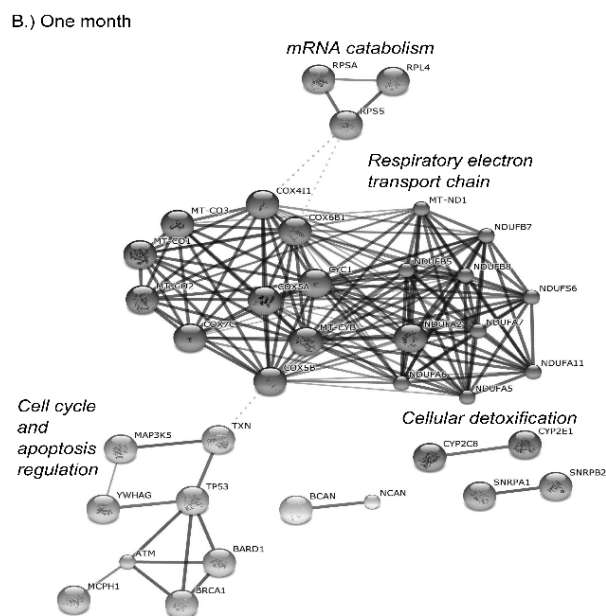 B.) One month
mRNA catabolism
RPSA
RPL4
RPS5
Respiratory electron
transport chain
COX4I1
MT-CO3
COX6B1
MT-ND1
MT-CO1
NDUFB7
CYC1
NDUFB5
NDUFB8
MT-CO2
COX5A
NDUFS6
COX7C
MT-CYB
NDUFA2
NDUFA7
COX5B
NDUFA6
NDUFA5
NDUFA11
Cell cycle
and
apoptosis
regulation
Cellular detoxification
MAP3K5
TXN
CYP2C8
CYP2E1
YWHAG
TP53
BCAN
NCAN
SNRPA1
SNRPB2
ATM
BARD1
MCPH1
BRCA1